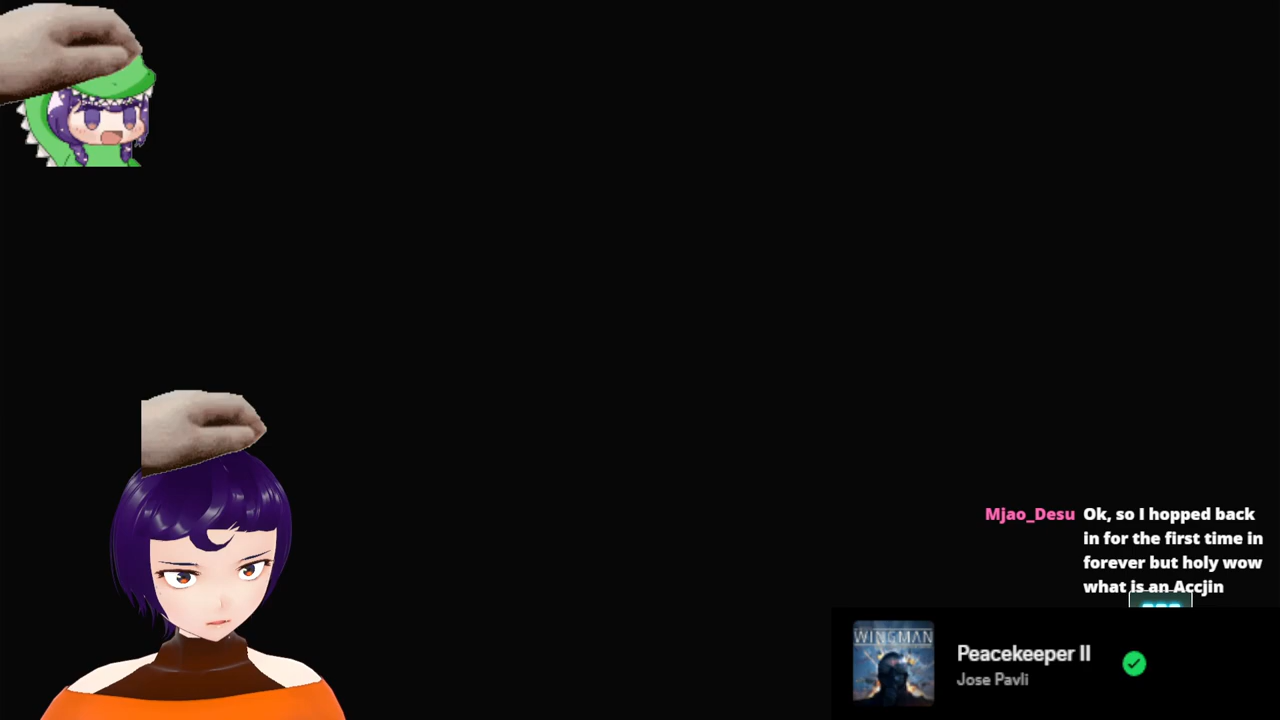 Mjao_Desu Ok, so I hopped back
in for the first time in
forever but holy wow
what is an Accjin
WINGMAN
Peacekeeper II
Jose Pavli